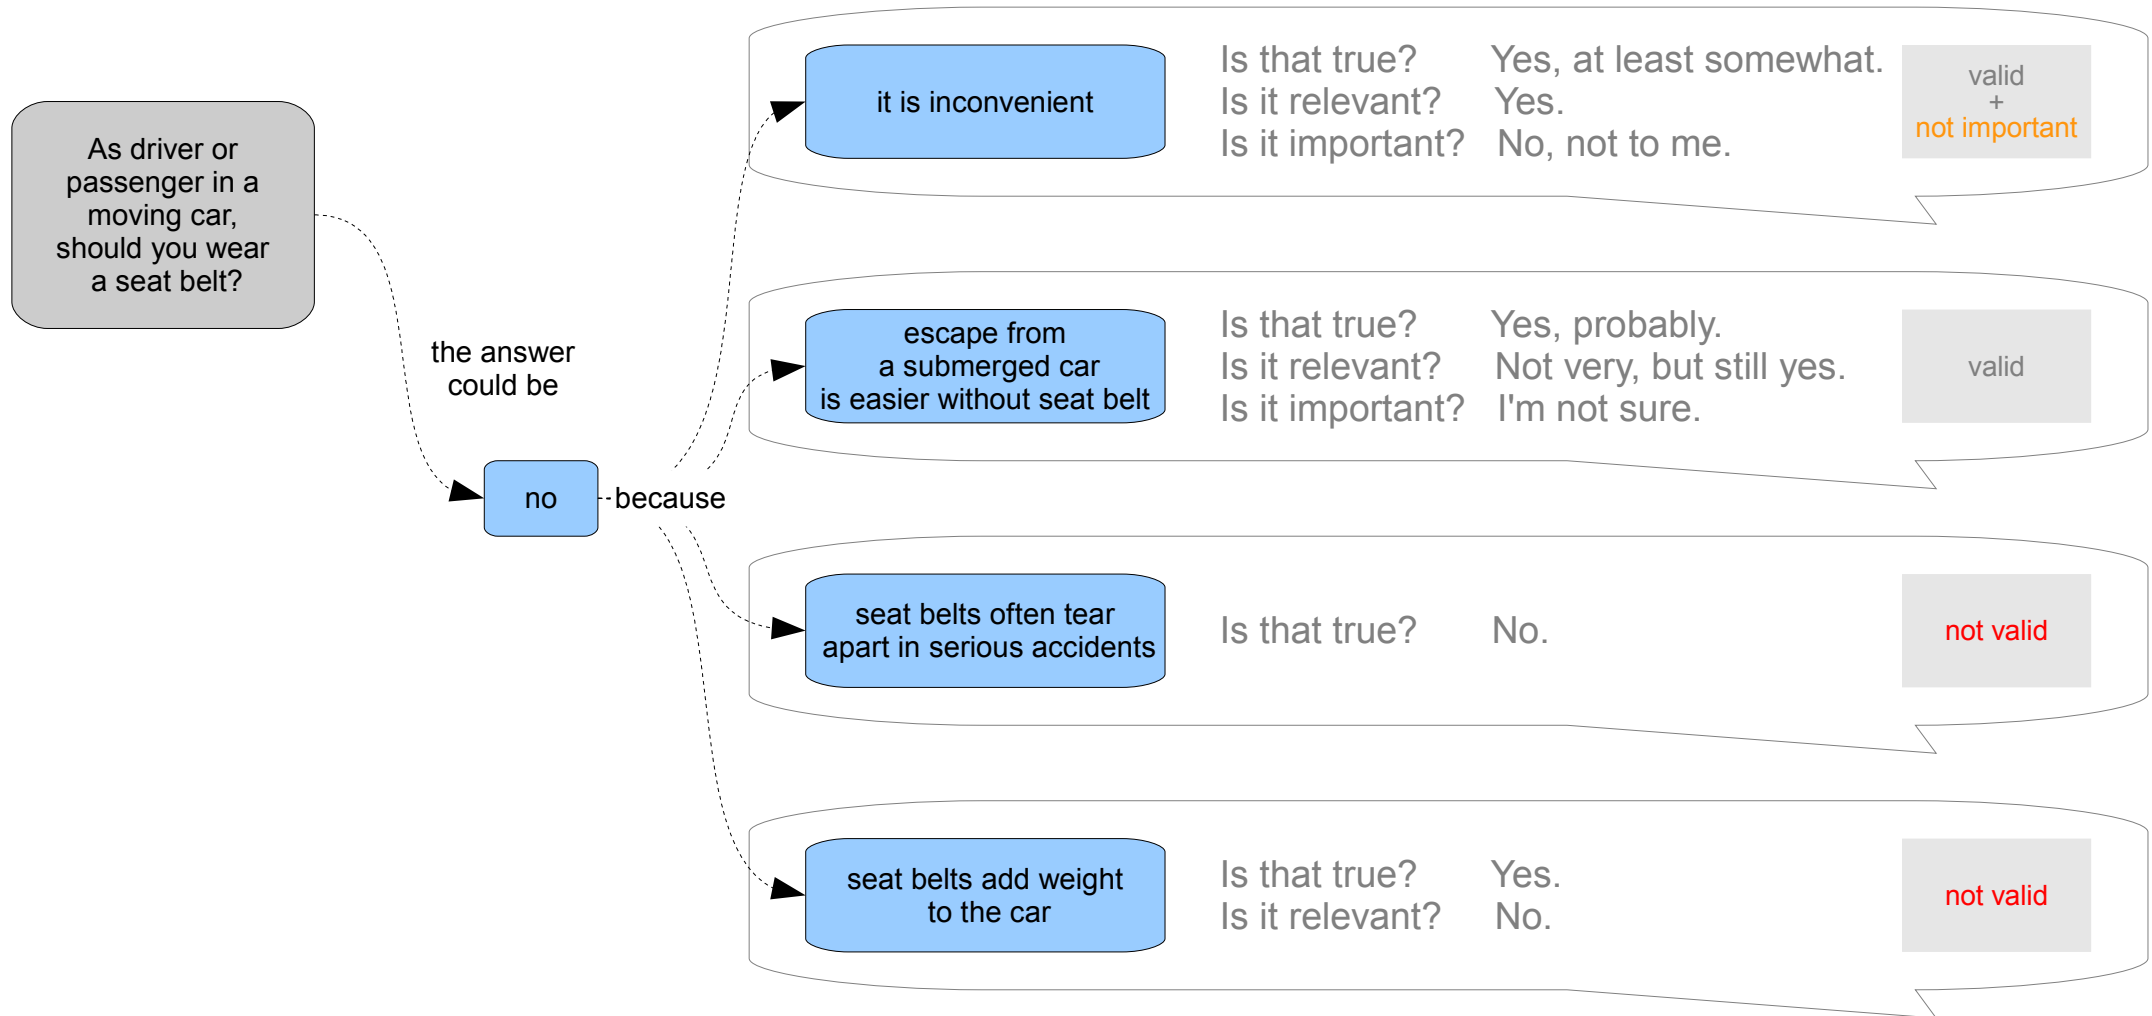 As driver or
passenger in a
moving car,
should you wear
a seat belt?
the answer
could be
no
because
it is inconvenient
Is that true? Yes, at least somewhat.
Is it relevant? Yes.
Is it important? No, not to me.
valid
+
not important
escape from
a submerged car
is easier without seat belt
Is that true? Yes, probably.
Is it relevant? Not very, but still yes.
Is it important? I'm not sure.
valid
seat belts often tear
apart in serious accidents
Is that true? No.
not valid
seat belts add weight
to the car
Is that true? Yes.
Is it relevant? No.
not valid